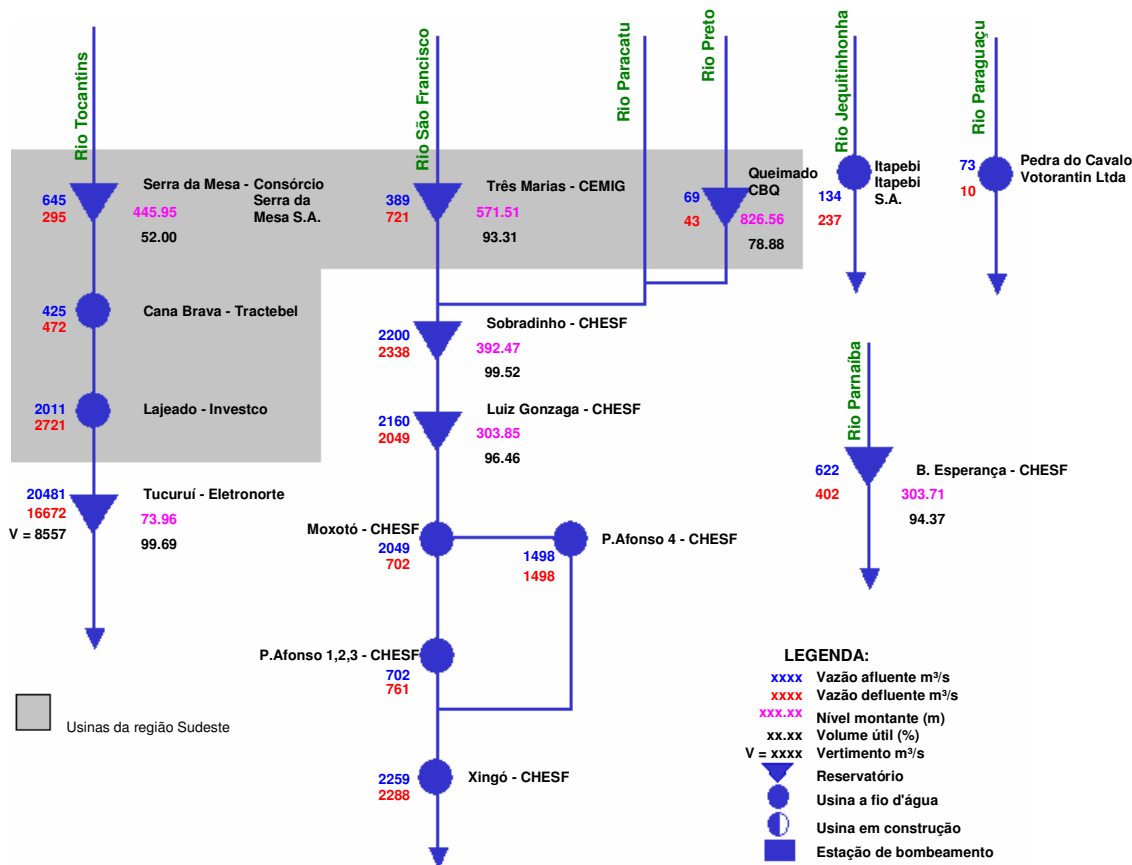 Rio Tocantins
Rio São Francisco
Rio Paracatu
Rio Preto
Rio Jequitinhonha
Rio Paraguaçu
645
295
Serra da Mesa - Consórcio
Serra da
Mesa S.A.
445.95
52.00
389
721
Três Marias - CEMIG
571.51
93.31
69
43
Queimado
CBQ
826.56
78.88
134
237
Itapebi
Itapebi
S.A.
73
10
Pedra do Cavalo
Votorantin Ltda
425
472
Cana Brava - Tractebel
2200
2338
Sobradinho - CHESF
392.47
99.52
2011
2721
Lajeado - Investco
2160
2049
Luiz Gonzaga - CHESF
303.85
96.46
Rio Parnaíba
622
402
B. Esperança - CHESF
303.71
94.37
20481
16672
V = 8557
Tucuruí - Eletronorte
73.96
99.69
Moxotó - CHESF
2049
702
1498
1498
P.Afonso 4 - CHESF
P.Afonso 1,2,3 - CHESF
702
761
2259
2288
Xingó - CHESF
Usinas da região Sudeste
LEGENDA:
xxxx Vazão afluente m³/s
xxxx Vazão defluente m³/s
xxx.xx Nível montante (m)
xx.xx Volume útil (%)
V = xxxx Vertimento m³/s
Reservatório
Usina a fio d'água
Usina em construção
Estação de bombeamento